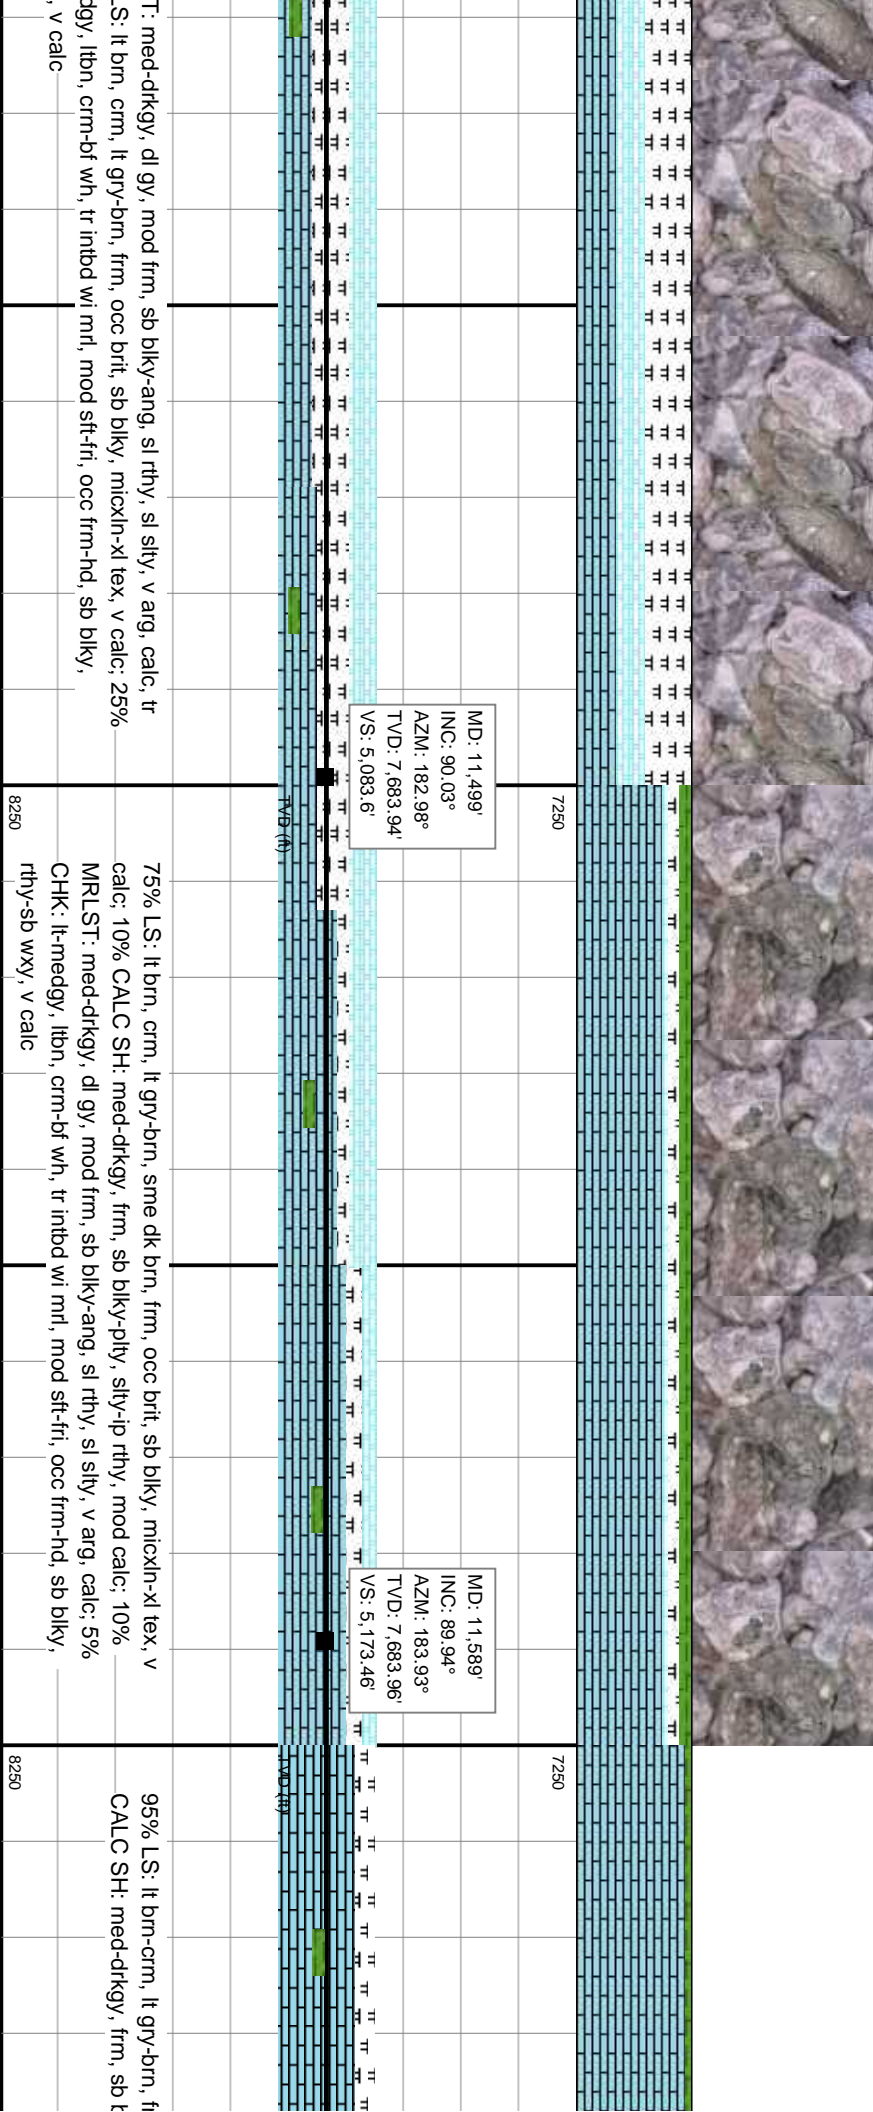 T: med-drkgy, dl gy, mod frm, sb blky-ang, sl rthy, sl slty, v arg, calc, tr
LS: lt brn, crm, lt gry-brn, frm, occ brit, sb blky, micxln-xl tex, v calc; 25%
dgy, ltbn, crm-bf wh, tr intbd wi mrl, mod sft-fri, occ frm-hd, sb blky,
, v calc
MD: 11,499'
INC: 90.03°
AZM: 182.98°
TVD: 7,683.94'
VS: 5,083.6'
7250
TVD (ft)
8250
75% LS: lt brn, crm, lt gry-brn, sme dk brn, frm, occ brit, sb blky, micxln-xl tex, v
calc; 10% CALC SH: med-drkgy, frm, sb blky-plty, slty-ip rthy, mod calc; 10%
MRLST: med-drkgy, dl gy, mod frm, sb blky-ang, sl rthy, sl slty, v arg, calc; 5%
CHK: lt-medgy, ltbn, crm-bf wh, tr intbd wi mrl, mod sft-fri, occ frm-hd, sb blky,
rthy-sb wxy, v calc
MD: 11,589'
INC: 89.94°
AZM: 183.93°
TVD: 7,683.96'
VS: 5,173.46'
7250
TVD (ft)
8250
95% LS: lt brn-crm, lt gry-brn, f
CALC SH: med-drkgy, frm, sb b